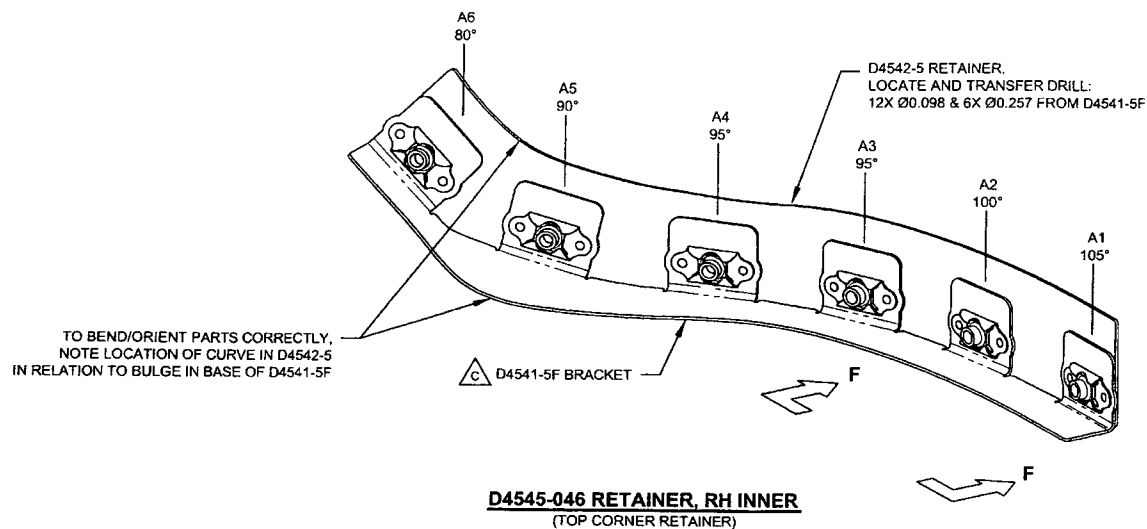 A6
80°
A5
90°
A4
95°
A3
95°
A2
100°
A1
105°
D4542-5 RETAINER,
LOCATE AND TRANSFER DRILL:
12X Ø0.098 & 6X Ø0.257 FROM D4541-5F
TO BEND/ORIENT PARTS CORRECTLY,
NOTE LOCATION OF CURVE IN D4542-5
IN RELATION TO BULGE IN BASE OF D4541-5F
C D4541-5F BRACKET
F
F
D4545-046 RETAINER, RH INNER
(TOP CORNER RETAINER)